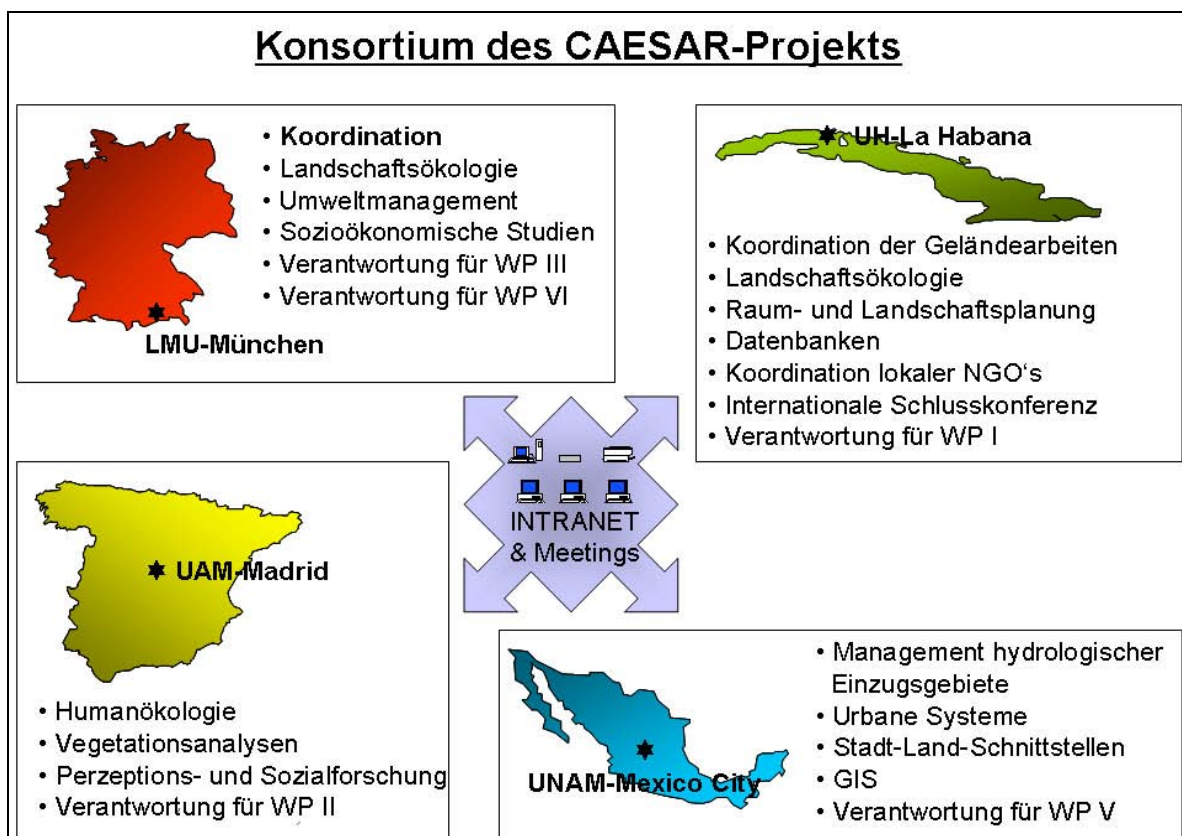 Konsortium des CAESAR-Projekts
• Koordination
• Landschaftsökologie
• Umweltmanagement
• Sozioökonomische Studien
• Verantwortung für WP III
• Verantwortung für WP VI
LMU-München
UH-La Habana
• Koordination der Geländearbeiten
• Landschaftsökologie
• Raum- und Landschaftsplanung
• Datenbanken
• Koordination lokaler NGO‘s
• Internationale Schlusskonferenz
• Verantwortung für WP I
INTRANET
& Meetings
UAM-Madrid
• Humanökologie
• Vegetationsanalysen
• Perzeptions- und Sozialforschung
• Verantwortung für WP II
UNAM-Mexico City
• Management hydrologischer
Einzugsgebiete
• Urbane Systeme
• Stadt-Land-Schnittstellen
• GIS
• Verantwortung für WP V